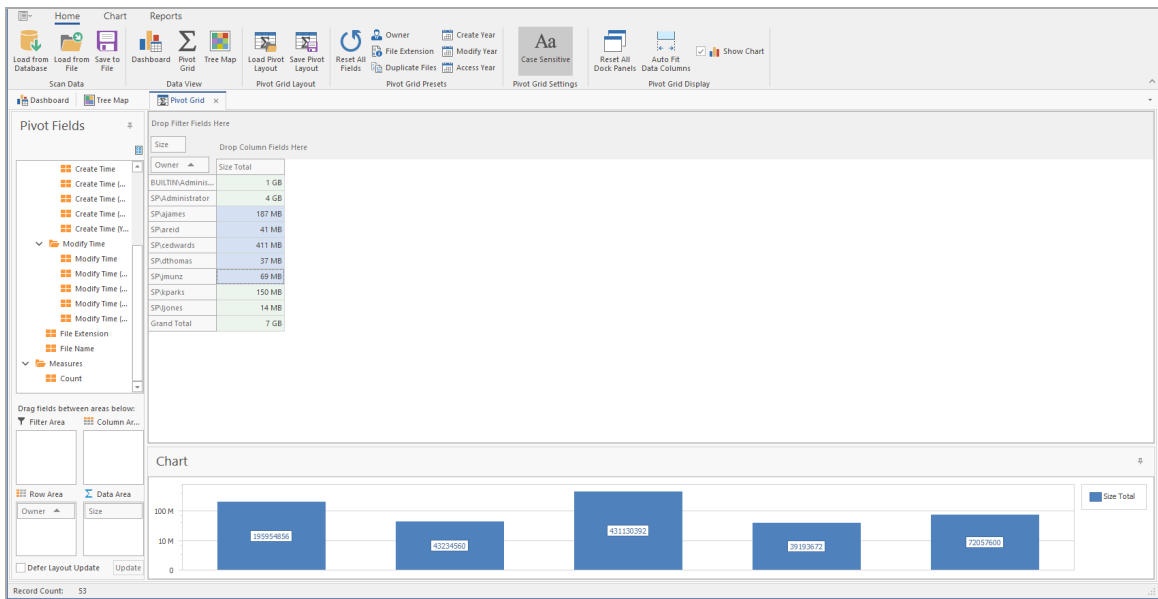 Home Chart Reports
Load from Database
Load from File
Save to File
Scan Data
Dashboard
Pivot Grid
Tree Map
Data View
Load Pivot Layout
Save Pivot Layout
Pivot Grid Layout
Reset All Fields
Owner
File Extension
Duplicate Files
Create Year
Modify Year
Access Year
Pivot Grid Presets
Aa
Case Sensitive
Pivot Grid Settings
Reset All Dock Panels
Auto Fit Data Columns
Show Chart
Pivot Grid Display
Dashboard Tree Map Pivot Grid ×
Pivot Fields
Create Time
Create Time (...
Create Time (...
Create Time (...
Create Time (Y...
Modify Time
Modify Time
Modify Time (...
Modify Time (...
Modify Time (...
Modify Time (...
File Extension
File Name
Measures
Count
Drag fields between areas below:
Filter Area Column Ar...
Row Area Data Area
Owner Size
Defer Layout Update Update
Drop Filter Fields Here
Size Drop Column Fields Here
Owner Size Total
BUILTIN\Adminis... 1 GB
SP\Administrator 4 GB
SP\ajames 187 MB
SP\areid 41 MB
SP\cedwards 411 MB
SP\dthomas 37 MB
SP\jmunz 69 MB
SP\kparks 150 MB
SP\ljones 14 MB
Grand Total 7 GB
Chart
100 M
10 M
0
195954856
43234560
431130392
39193672
72057600
Size Total
Record Count: 53